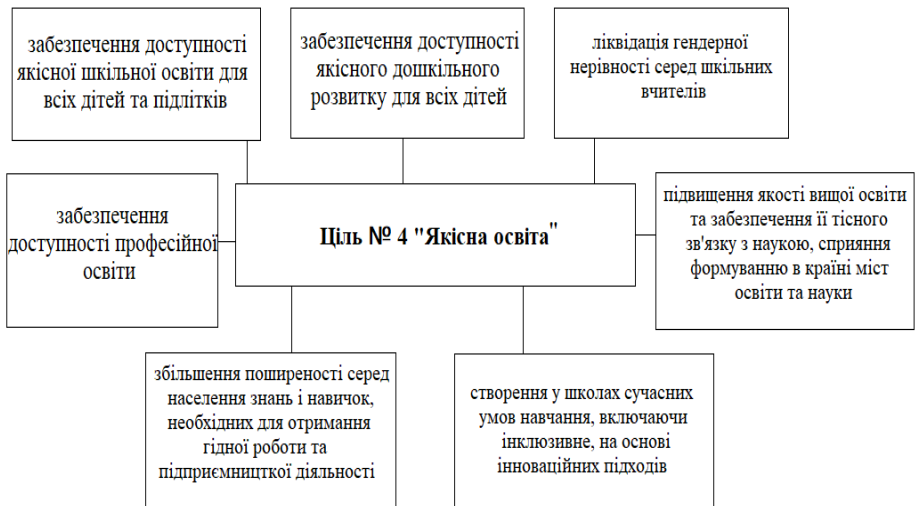 забезпечення доступності
якісної шкільної освіти для
всіх дітей та підлітків
забезпечення доступності
якісного дошкільного
розвитку для всіх дітей
ліквідація гендерної
нерівності серед шкільних
вчителів
забезпечення
доступності професійної
освіти
Ціль № 4 "Якісна освіта"
підвищення якості вищої освіти
та забезпечення її тісного
зв'язку з наукою, сприяння
формуванню в країні міст
освіти та науки
збільшення поширеності серед
населення знань і навичок,
необхідних для отримання
гідної роботи та
підприємницткої діяльності
створення у школах сучасних
умов навчання, включаючи
інклюзивне, на основі
інноваційних підходів